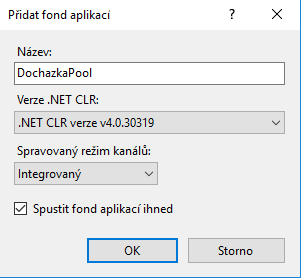 Přidat fond aplikací
?
Název:
DochazkaPool
Verze .NET CLR:
.NET CLR verze v4.0.30319
Spravovaný režim kanálů:
Integrovaný
Spustit fond aplikací ihned
OK
Storno